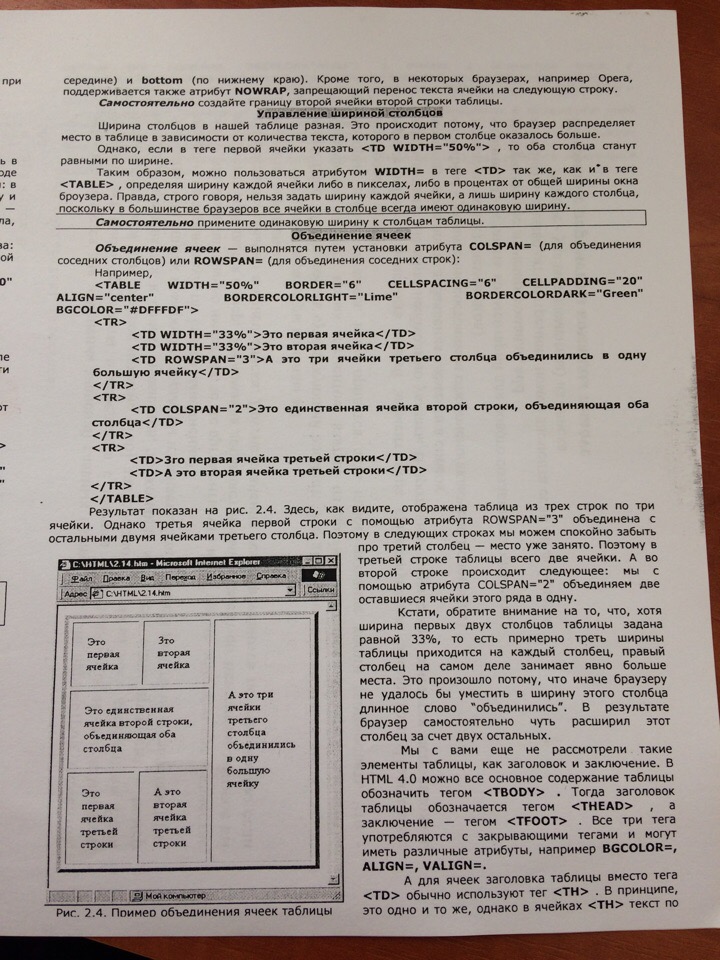 при
ь в
оде
: в
у и
—
ла,
ва:
ой
0"
ле
ти
от
>
"
"
середине) и bottom (по нижнему краю). Кроме того, в некоторых браузерах, например Opera,
поддерживается также атрибут NOWRAP, запрещающий перенос текста ячейки на следующую строку.
Самостоятельно создайте границу второй ячейки второй строки таблицы.
Управление шириной столбцов
Ширина столбцов в нашей таблице разная. Это происходит потому, что браузер распределяет
место в таблице в зависимости от количества текста, которого в первом столбце оказалось больше.
Однако, если в теге первой ячейки указать <TD WIDTH="50%"> , то оба столбца станут
равными по ширине.
Таким образом, можно пользоваться атрибутом WIDTH= в теге <TD> так же, как и в теге
<TABLE> , определяя ширину каждой ячейки либо в пикселах, либо в процентах от общей ширины окна
броузера. Правда, строго говоря, нельзя задать ширину каждой ячейки, а лишь ширину каждого столбца,
поскольку в большинстве браузеров все ячейки в столбце всегда имеют одинаковую ширину.
Самостоятельно примените одинаковую ширину к столбцам таблицы.
Объединение ячеек
Объединение ячеек — выполнятся путем установки атрибута COLSPAN= (для объединения
соседних столбцов) или ROWSPAN= (для объединения соседних строк):
Например,
<TABLE WIDTH="50%" BORDER="6" CELLSPACING="6" CELLPADDING="20"
ALIGN="center" BORDERCOLORLIGHT="Lime" BORDERCOLORDARK="Green"
BGCOLOR="#DFFFDF">
<TR>
<TD WIDTH="33%">Это первая ячейка</TD>
<TD WIDTH="33%">Это вторая ячейка</TD>
<TD ROWSPAN="3">А это три ячейки третьего столбца объединились в одну
большую ячейку</TD>
</TR>
<TR>
<TD COLSPAN="2">Это единственная ячейка второй строки, объединяющая оба
столбца</TD>
</TR>
<TR>
<TD>Зго первая ячейка третьей строки</TD>
<TD>А это вторая ячейка третьей строки</TD>
</TR>
</TABLE>
Результат показан на рис. 2.4. Здесь, как видите, отображена таблица из трех строк по три
ячейки. Однако третья ячейка первой строки с помощью атрибута ROWSPAN="3" объединена с
остальными двумя ячейками третьего столбца. Поэтому в следующих строках мы можем спокойно забыть
про третий столбец — место уже занято. Поэтому в
третьей строке таблицы всего две ячейки. А во
второй строке происходит следующее: мы с
помощью атрибута COLSPAN="2" объединяем две
оставшиеся ячейки этого ряда в одну.
Кстати, обратите внимание на то, что, хотя
ширина первых двух столбцов таблицы задана
равной 33%, то есть примерно треть ширины
таблицы приходится на каждый столбец, правый
столбец на самом деле занимает явно больше
места. Это произошло потому, что иначе браузеру
не удалось бы уместить в ширину этого столбца
длинное слово "объединились". В результате
браузер самостоятельно чуть расширил этот
столбец за счет двух остальных.
Мы с вами еще не рассмотрели такие
элементы таблицы, как заголовок и заключение. В
HTML 4.0 можно все основное содержание таблицы
обозначить тегом <TBODY> . Тогда заголовок
таблицы обозначается тегом <THEAD> , а
заключение — тегом <TFOOT> . Все три тега
употребляются с закрывающими тегами и могут
иметь различные атрибуты, например BGCOLOR=,
ALIGN=, VALIGN=.
А для ячеек заголовка таблицы вместо тега
<TD> обычно используют тег <TH> . В принципе,
это одно и то же, однако в ячейках <TH> текст по
C:\HTML\2.14.htm - Microsoft Internet Explorer
Файл Правка Вид Переход Избранное Справка
Адрес C:\HTML\2.14.htm Ссылки
Это
первая
ячейка
Это
вторая
ячейка
А это три
ячейки
третьего
столбца
объединились
в одну
большую
ячейку
Это единственная
ячейка второй строки,
объединяющая оба
столбца
Это
первая
ячейка
третьей
строки
А это
вторая
ячейка
третьей
строки
Мой компьютер
Рис. 2.4. Пример объединения ячеек таблицы